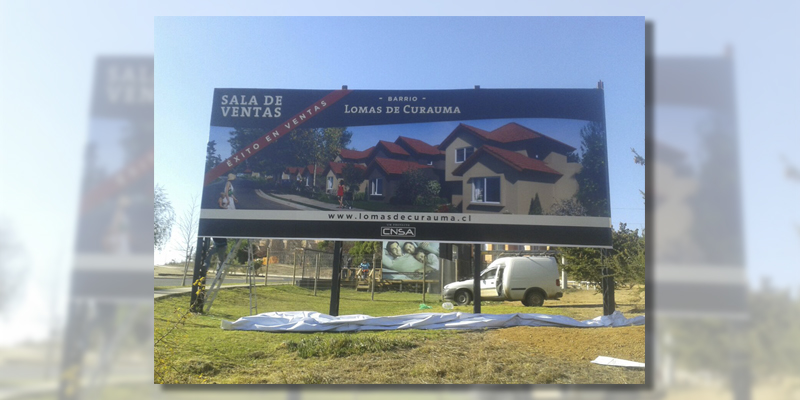 SALA DE
VENTAS
ÉXITO EN VENTAS
– BARRIO –
LOMAS DE CURAUMA
www.lomasdecurauma.cl
CNSA